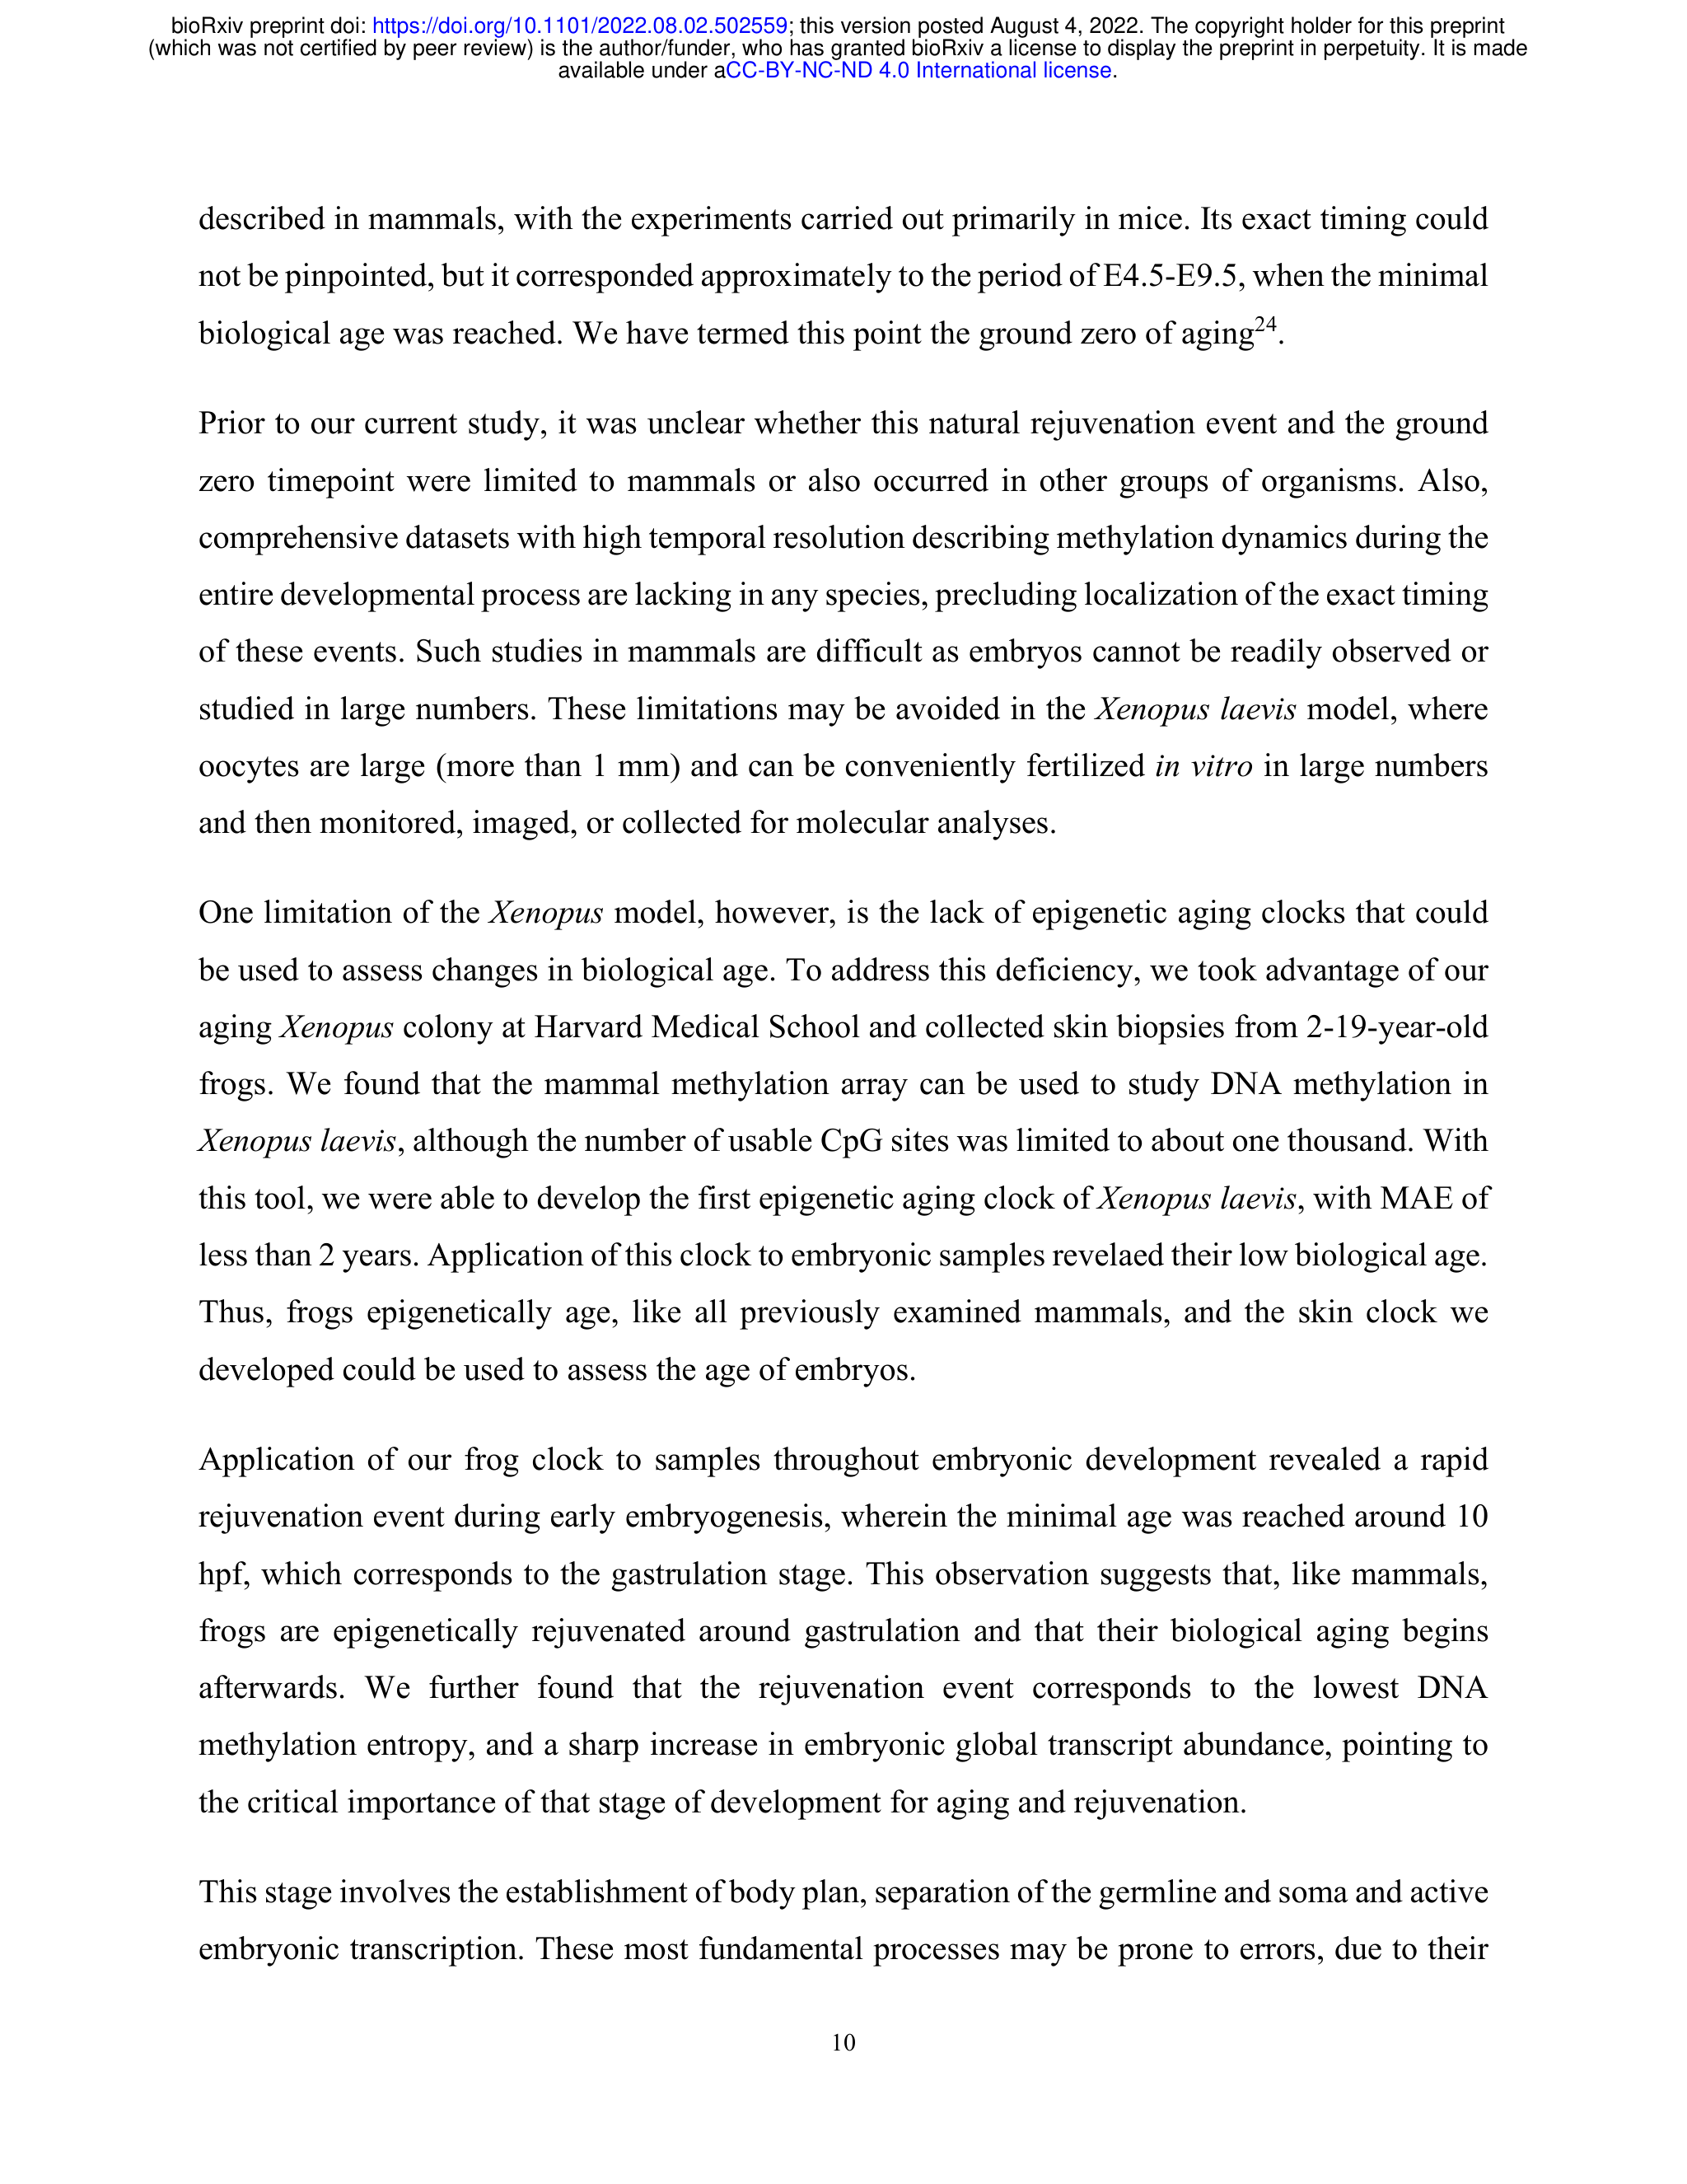 bioRxiv preprint doi: https://doi.org/10.1101/2022.08.02.502559; this version posted August 4, 2022. The copyright holder for this preprint
(which was not certified by peer review) is the author/funder, who has granted bioRxiv a license to display the preprint in perpetuity. It is made
available under aCC-BY-NC-ND 4.0 International license.
described in mammals, with the experiments carried out primarily in mice. Its exact timing could
not be pinpointed, but it corresponded approximately to the period of E4.5-E9.5, when the minimal
biological age was reached. We have termed this point the ground zero of aging24.
Prior to our current study, it was unclear whether this natural rejuvenation event and the ground
zero timepoint were limited to mammals or also occurred in other groups of organisms. Also,
comprehensive datasets with high temporal resolution describing methylation dynamics during the
entire developmental process are lacking in any species, precluding localization of the exact timing
of these events. Such studies in mammals are difficult as embryos cannot be readily observed or
studied in large numbers. These limitations may be avoided in the Xenopus laevis model, where
oocytes are large (more than 1 mm) and can be conveniently fertilized in vitro in large numbers
and then monitored, imaged, or collected for molecular analyses.
One limitation of the Xenopus model, however, is the lack of epigenetic aging clocks that could
be used to assess changes in biological age. To address this deficiency, we took advantage of our
aging Xenopus colony at Harvard Medical School and collected skin biopsies from 2-19-year-old
frogs. We found that the mammal methylation array can be used to study DNA methylation in
Xenopus laevis, although the number of usable CpG sites was limited to about one thousand. With
this tool, we were able to develop the first epigenetic aging clock of Xenopus laevis, with MAE of
less than 2 years. Application of this clock to embryonic samples revelaed their low biological age.
Thus, frogs epigenetically age, like all previously examined mammals, and the skin clock we
developed could be used to assess the age of embryos.
Application of our frog clock to samples throughout embryonic development revealed a rapid
rejuvenation event during early embryogenesis, wherein the minimal age was reached around 10
hpf, which corresponds to the gastrulation stage. This observation suggests that, like mammals,
frogs are epigenetically rejuvenated around gastrulation and that their biological aging begins
afterwards. We further found that the rejuvenation event corresponds to the lowest DNA
methylation entropy, and a sharp increase in embryonic global transcript abundance, pointing to
the critical importance of that stage of development for aging and rejuvenation.
This stage involves the establishment of body plan, separation of the germline and soma and active
embryonic transcription. These most fundamental processes may be prone to errors, due to their
10